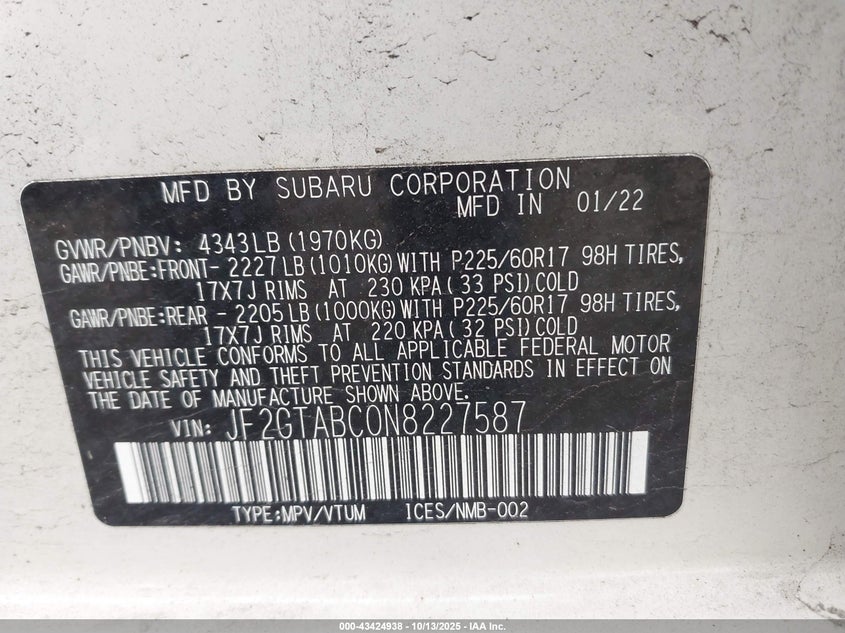 MFD BY SUBARU CORPORATION
MFD IN 01/22
GVWR/PNBV: 4343LB (1970KG)
GAWR/PNBE:FRONT- 2227LB(1010KG)WITH P225/60R17 98H TIRES,
17X7J RIMS AT 230 KPA( 33 PSI)COLD
GAWR/PNBE:REAR - 2205LB(1000KG)WITH P225/60R17 98H TIRES,
17X7J RIMS AT 220 KPA( 32 PSI)COLD
THIS VEHICLE CONFORMS TO ALL APPLICABLE FEDERAL MOTOR
VEHICLE SAFETY AND THEFT PREVENTION STANDARDS IN EFFECT ON
THE DATE OF MANUFACTURE SHOWN ABOVE.
VIN: JF2GTABC0N8227587
TYPE:MPV/VTUM ICES/NMB-002
000-43424938 - 10/13/2025 - IAA Inc.